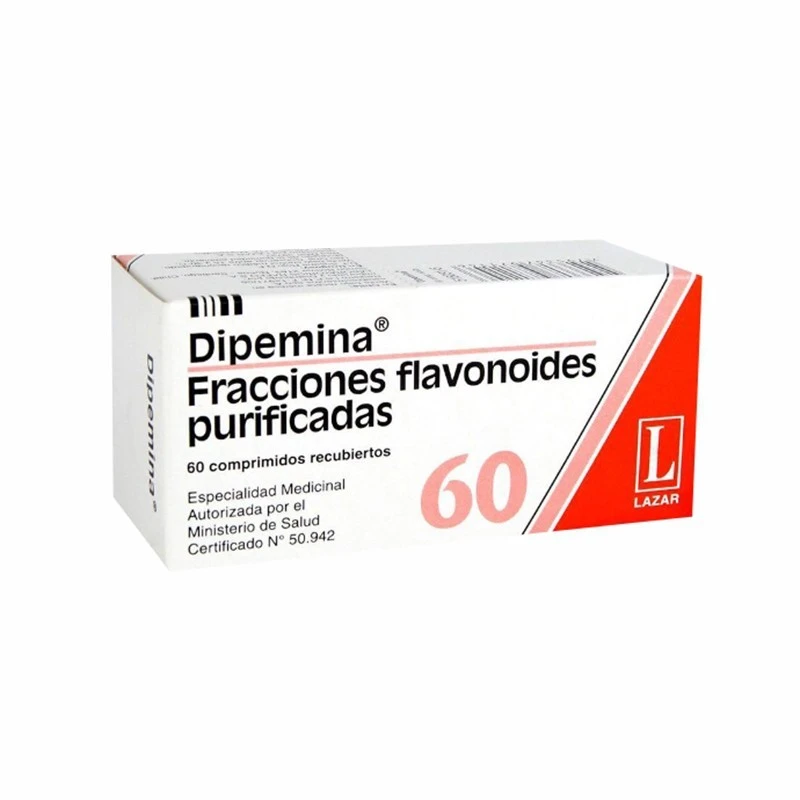 Dipemina®
Fracciones flavonoides
purificadas
60 comprimidos recubiertos
Especialidad Medicinal
Autorizada por el
Ministerio de Salud
Certificado N° 50.942
60
L
LAZAR
Dipemina®